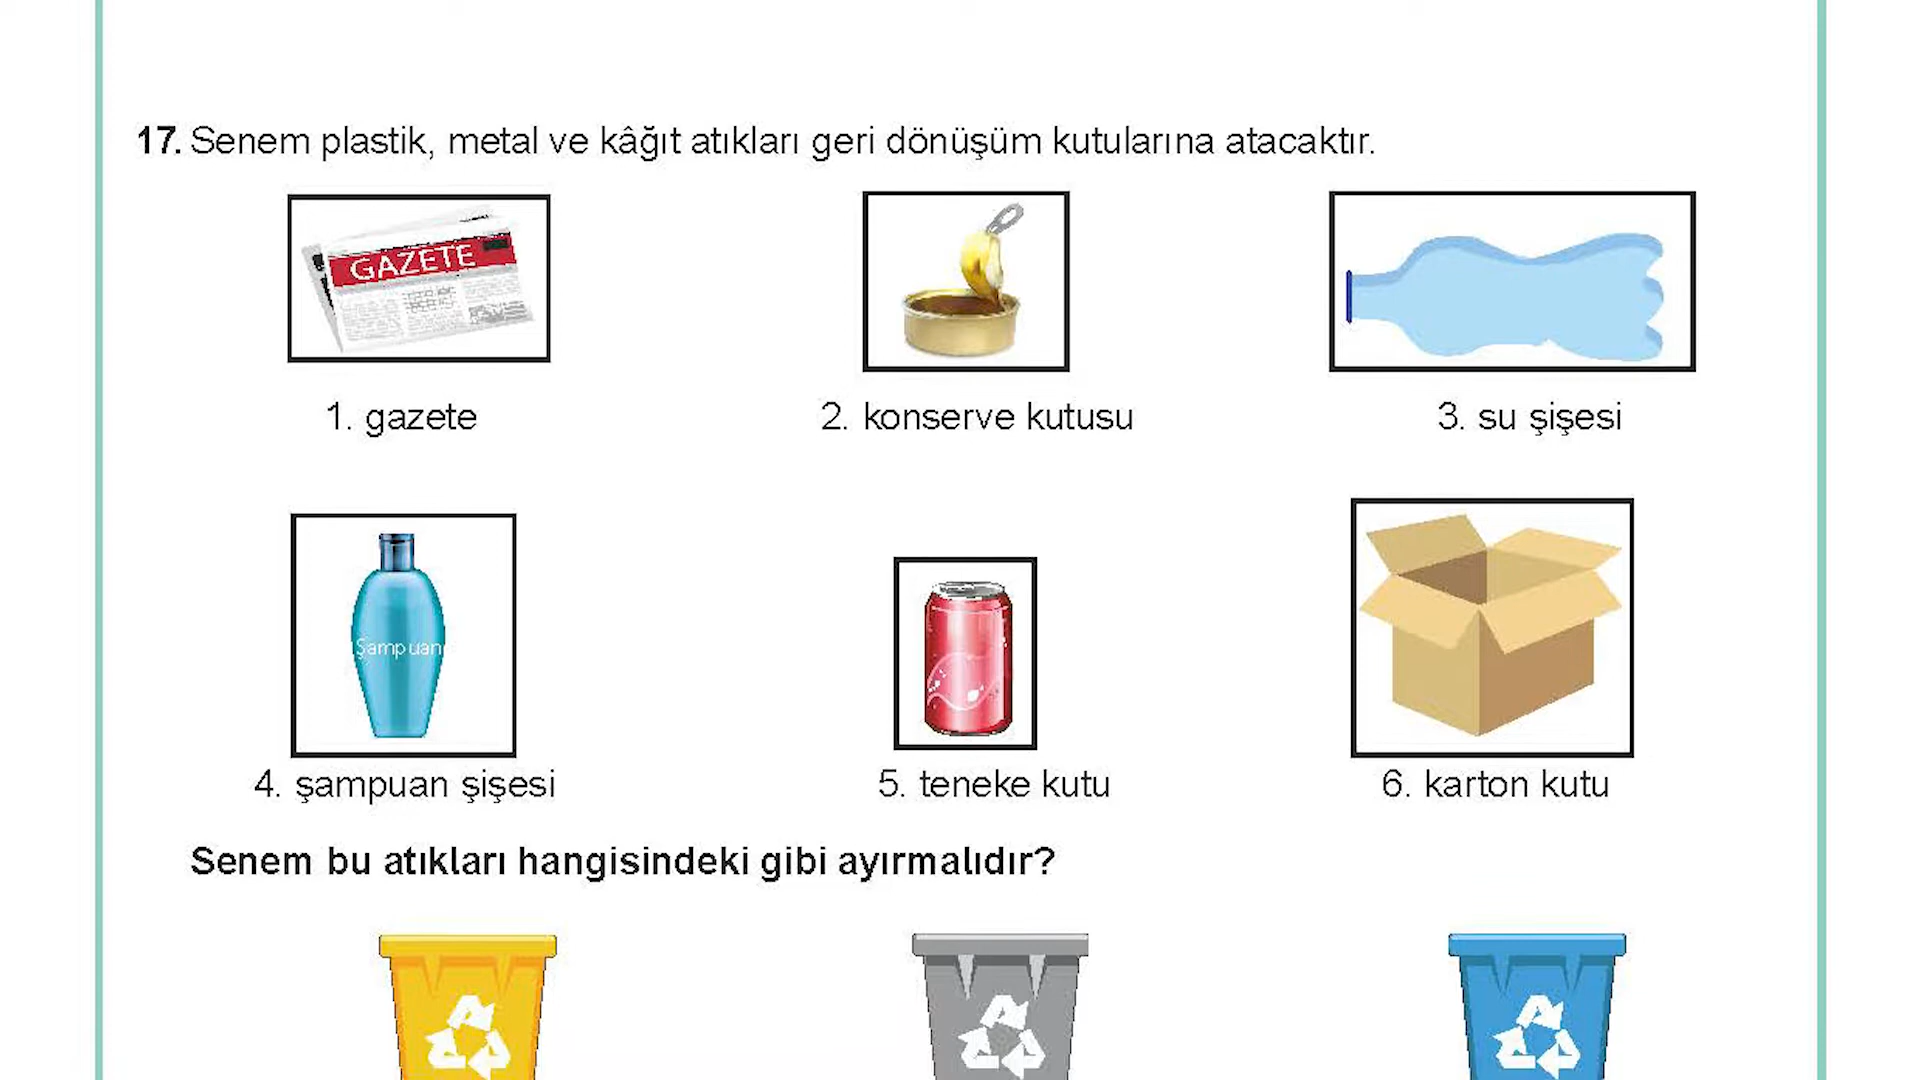 17. Senem plastik, metal ve kâğıt atıkları geri dönüşüm kutularına atacaktır.
GAZETE
1. gazete
2. konserve kutusu
3. su şişesi
Şampuan
4. şampuan şişesi
5. teneke kutu
6. karton kutu
Senem bu atıkları hangisindeki gibi ayırmalıdır?